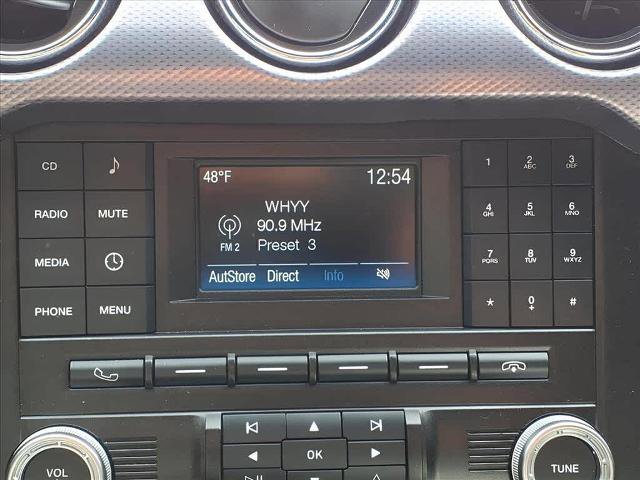 CD
RADIO
MUTE
MEDIA
PHONE
MENU
48°F
12:54
WHYY
90.9 MHz
FM 2
Preset 3
AutStore Direct Info
1
2 ABC
3 DEF
4 GHI
5 JKL
6 MNO
7 PQRS
8 TUV
9 WXYZ
*
0 +
#
OK
VOL
TUNE